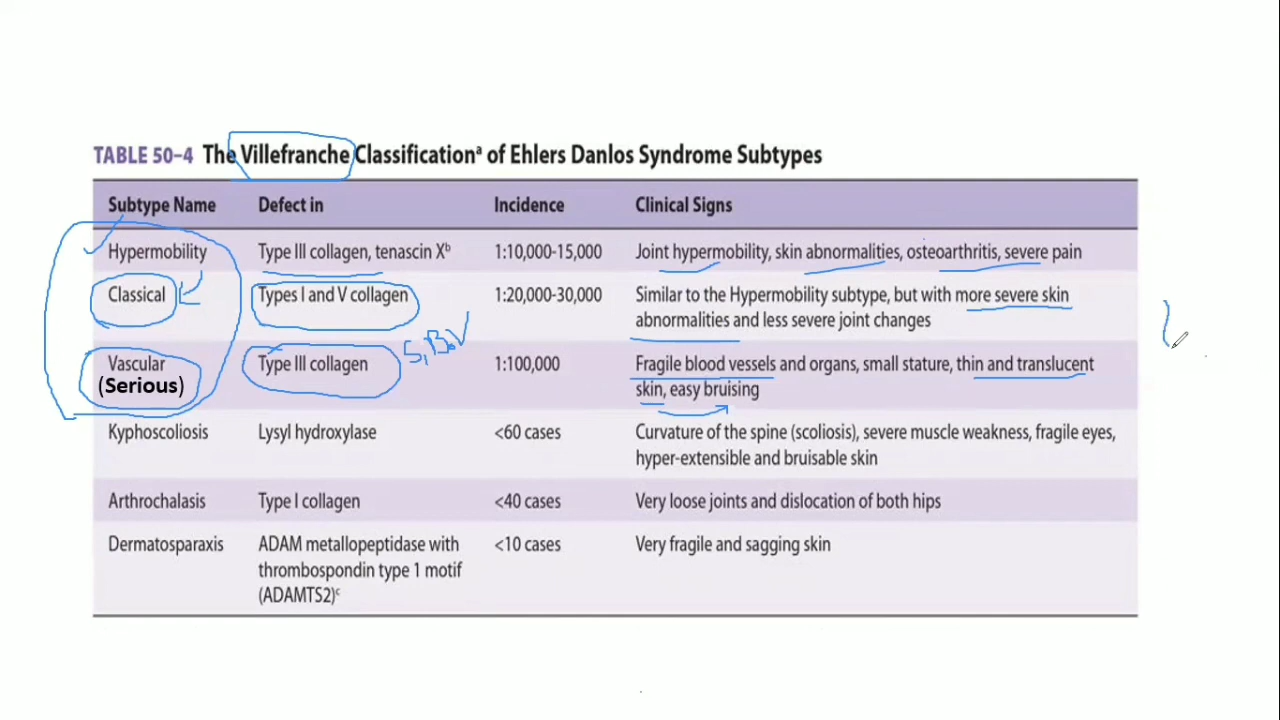 TABLE 50–4 The Villefranche Classificationᵃ of Ehlers Danlos Syndrome Subtypes
Subtype Name Defect in Incidence Clinical Signs
Hypermobility Type III collagen, tenascin Xᵇ 1:10,000-15,000 Joint hypermobility, skin abnormalities, osteoarthritis, severe pain
Classical Types I and V collagen 1:20,000-30,000 Similar to the Hypermobility subtype, but with more severe skin
abnormalities and less severe joint changes
Vascular Type III collagen 1:100,000 Fragile blood vessels and organs, small stature, thin and translucent
(Serious) skin, easy bruising
Kyphoscoliosis Lysyl hydroxylase <60 cases Curvature of the spine (scoliosis), severe muscle weakness, fragile eyes,
hyper-extensible and bruisable skin
Arthrochalasis Type I collagen <40 cases Very loose joints and dislocation of both hips
Dermatosparaxis ADAM metallopeptidase with <10 cases Very fragile and sagging skin
thrombospondin type 1 motif
(ADAMTS2)ᶜ